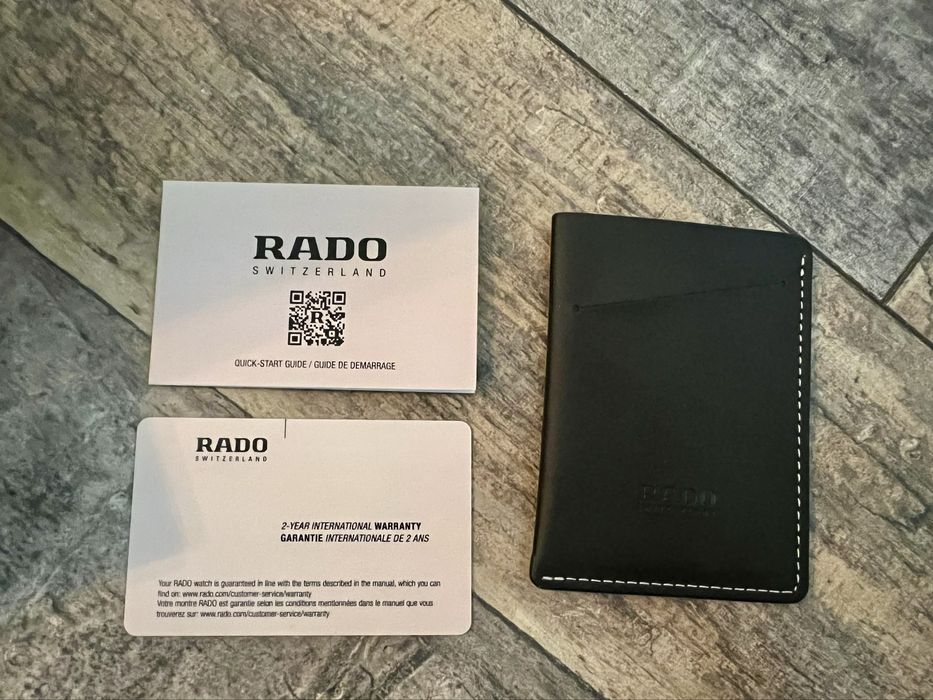 RADO
SWITZERLAND
R
QUICK-START GUIDE / GUIDE DE DEMARRAGE
RADO
SWITZERLAND
2-YEAR INTERNATIONAL WARRANTY
GARANTIE INTERNATIONALE DE 2 ANS
Your RADO watch is guaranteed in line with the terms described in the manual, which you can
find on: www.rado.com/customer-service/warranty
Votre montre RADO est garantie selon les conditions mentionnées dans le manuel que vous
trouverez sur: www.rado.com/customer-service/warranty
RADO